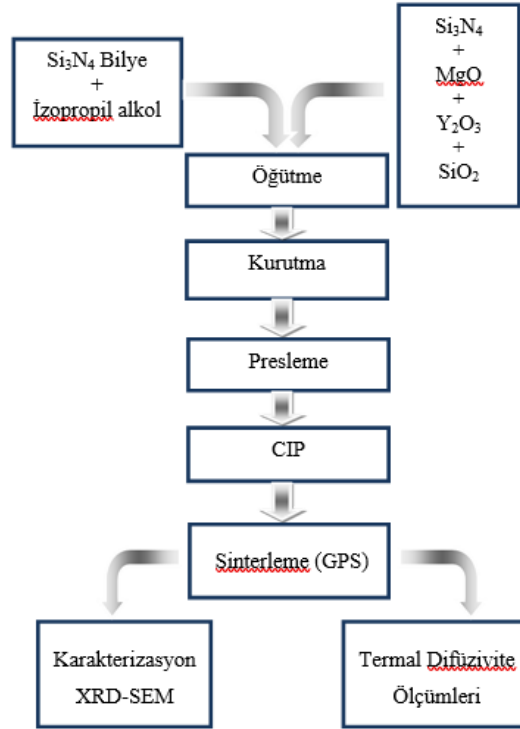 Si₃N₄ Bilye
+
İzopropil alkol
Si₃N₄
+
MgO
+
Y₂O₃
+
SiO₂
Öğütme
Kurutma
Presleme
CIP
Sinterleme (GPS)
Karakterizasyon
XRD-SEM
Termal Difüzivite
Ölçümleri